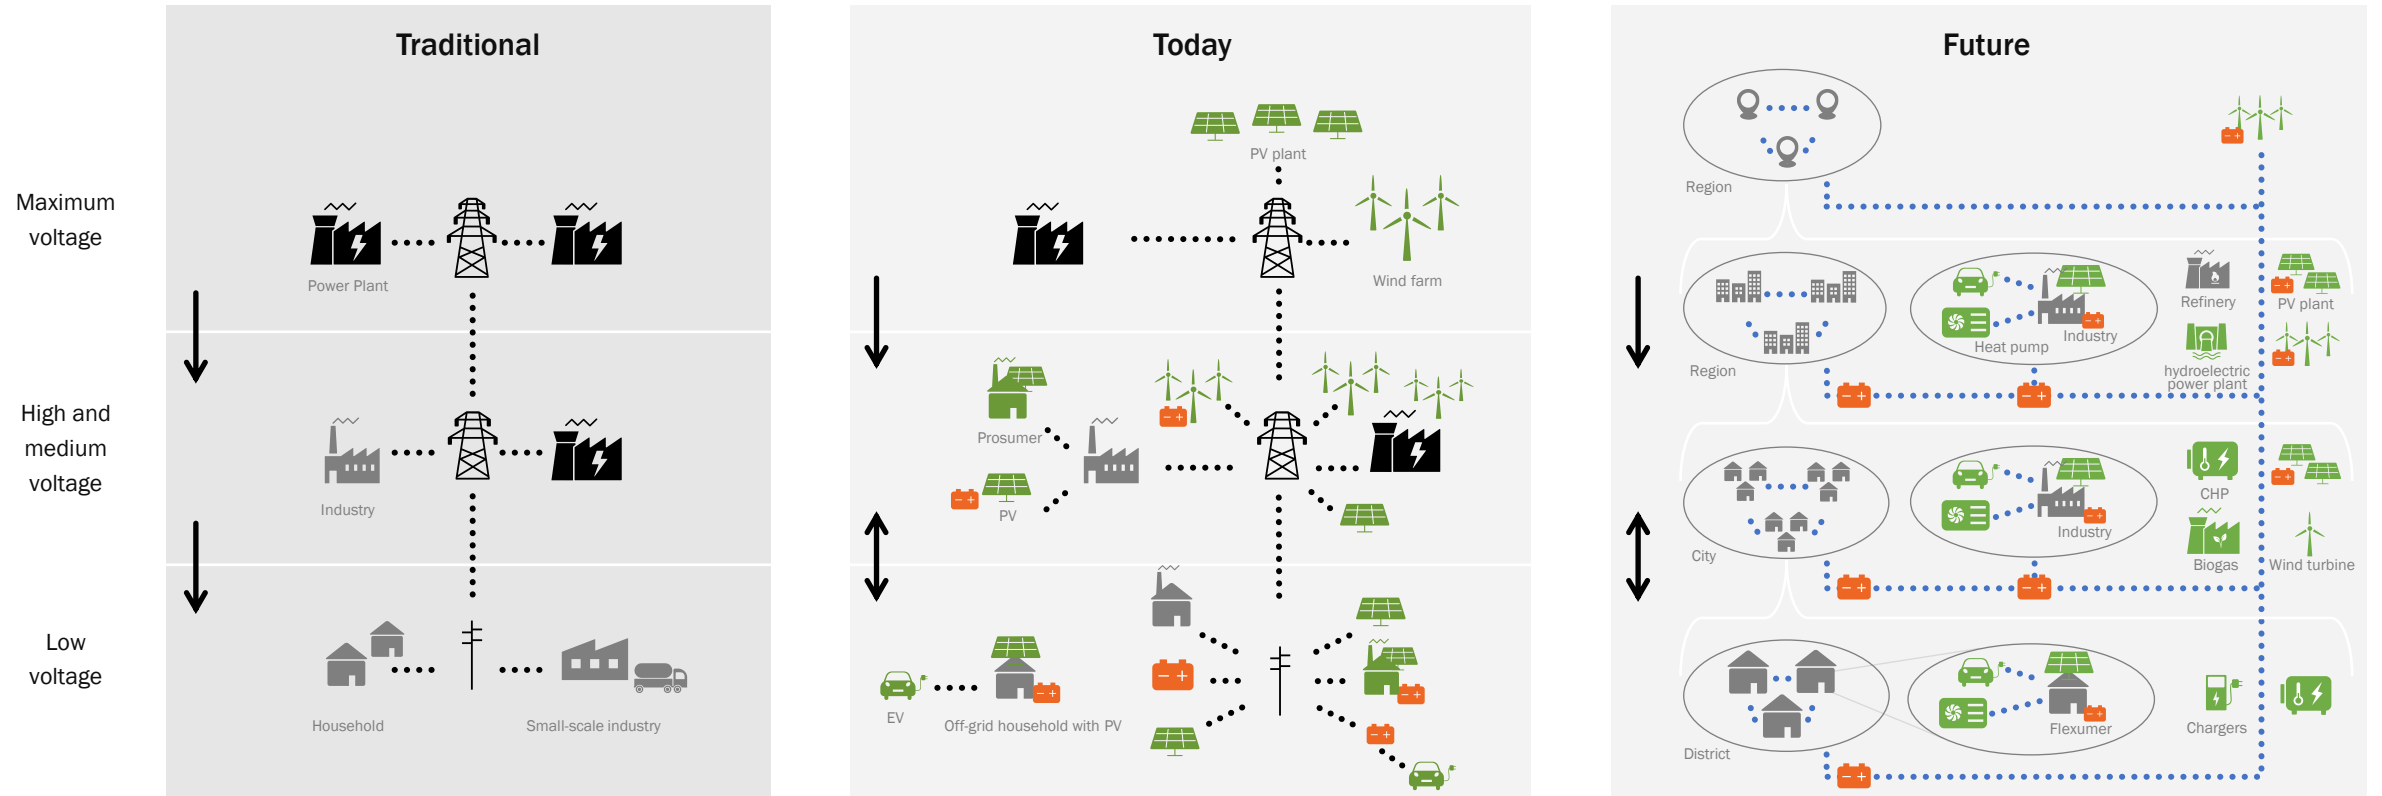 Traditional
Today
Future
Maximum
voltage
High and
medium
voltage
Low
voltage
Power Plant
Industry
Household
Small-scale industry
PV plant
Wind farm
Prosumer
PV
EV
Off-grid household with PV
Region
Region
Heat pump
Industry
Refinery
PV plant
hydroelectric
power plant
City
Industry
CHP
Biogas
Wind turbine
District
Flexumer
Chargers